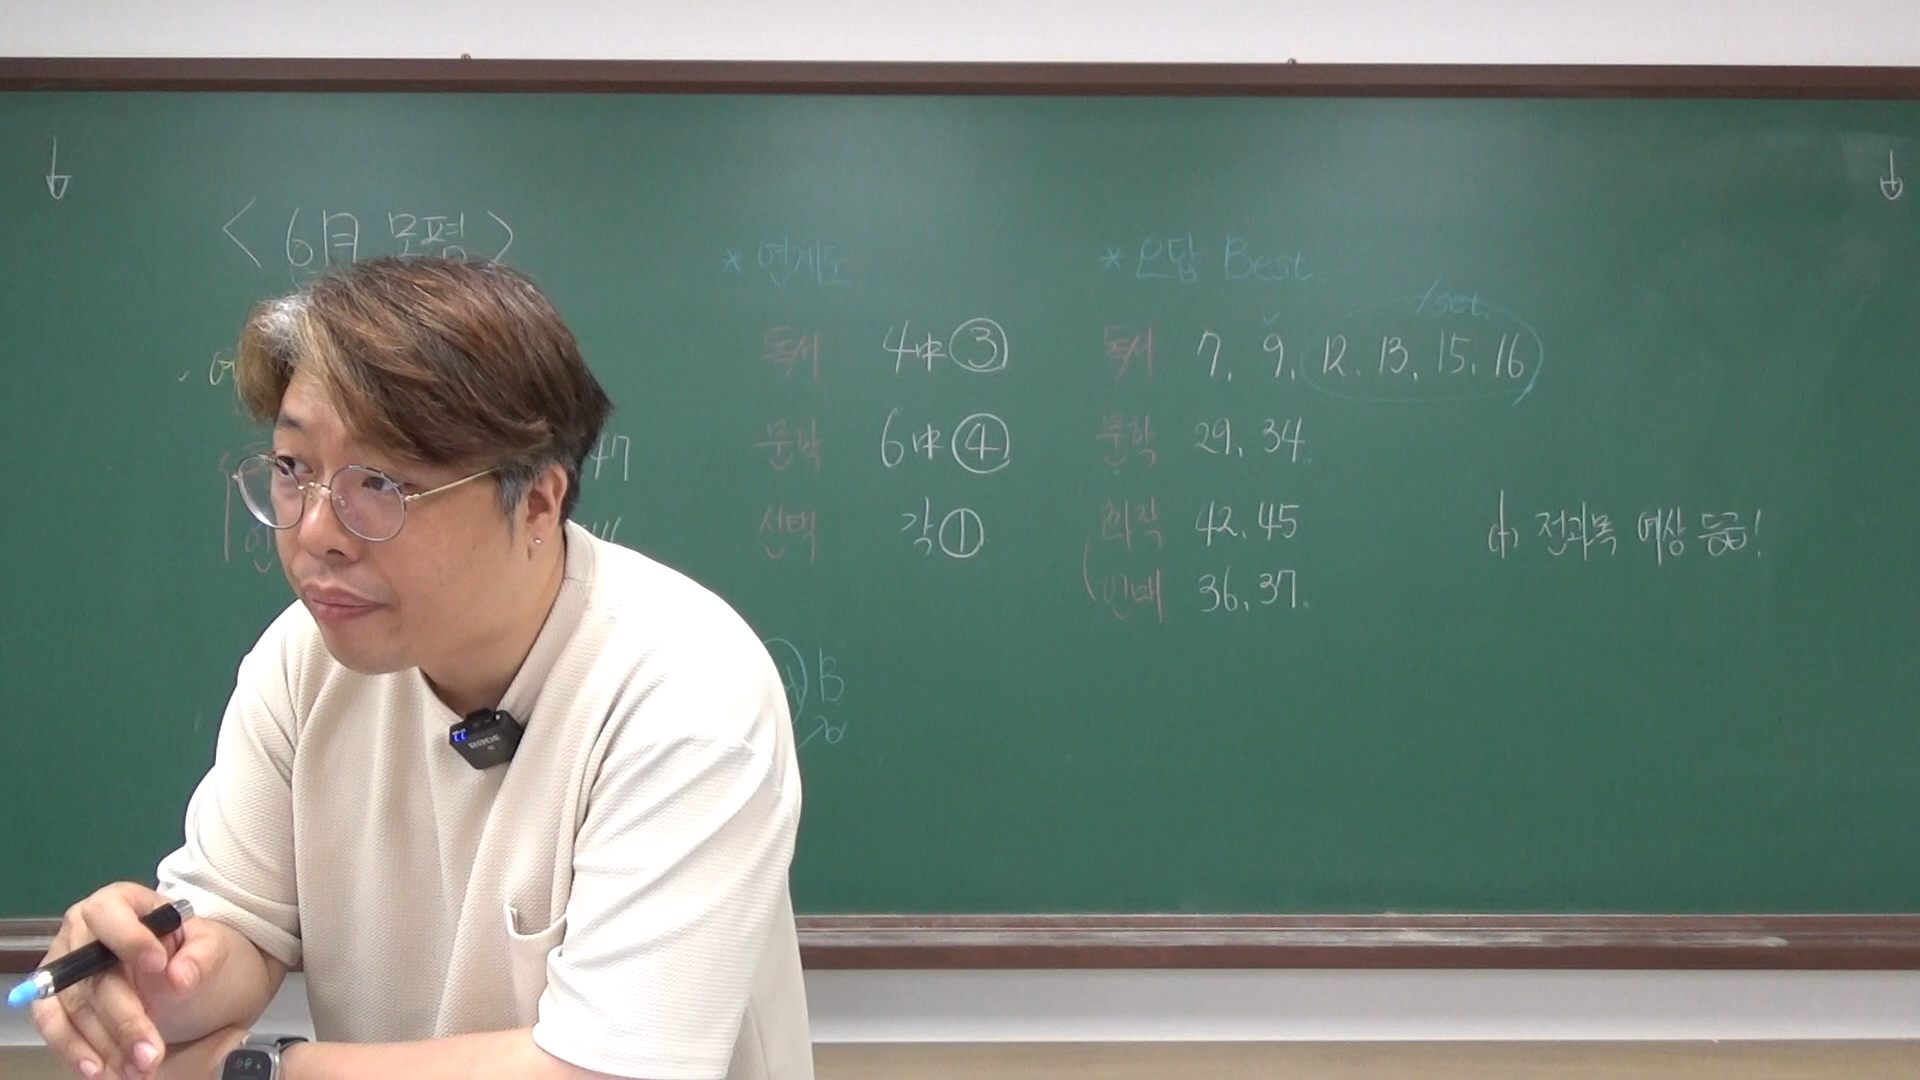 < 6月 모평 >
* 연계도
독서 4中 ③
문학 6中 ④
선택 각 ①
* 오답 Best
/set.
독서 7. 9. 12. 13. 15. 16
문학 29. 34.
화작 42. 45
언매 36. 37.
전과목 예상 등급!
47
B
RODE